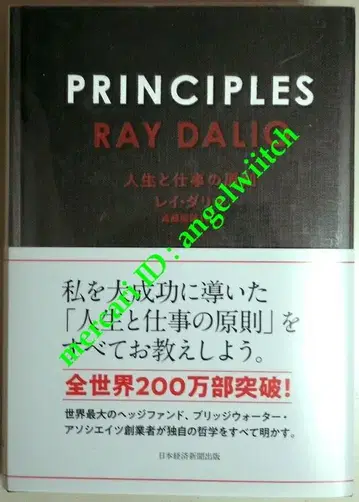 PRINCIPLES
RAY DALIO
人生と仕事の原則
レイ・ダリオ
mercari ID : angelwiitch
私を大成功に導いた
「人生と仕事の原則」を
すべてお教えしよう。
全世界200万部突破!
世界最大のヘッジファンド、ブリッジウォーター・
アソシエイツ創業者が独自の哲学をすべて明かす。
日本経済新聞出版